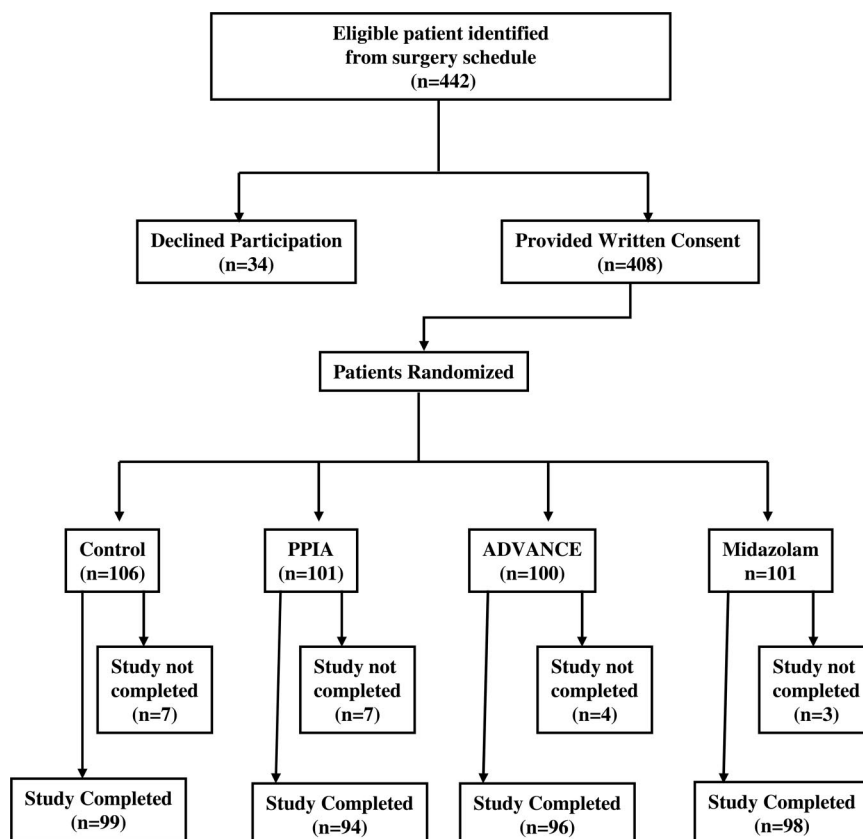 Eligible patient identified
from surgery schedule
(n=442)
Declined Participation
(n=34)
Provided Written Consent
(n=408)
Patients Randomized
Control
(n=106)
PPIA
(n=101)
ADVANCE
(n=100)
Midazolam
n=101
Study not
completed
(n=7)
Study not
completed
(n=7)
Study not
completed
(n=4)
Study not
completed
(n=3)
Study Completed
(n=99)
Study Completed
(n=94)
Study Completed
(n=96)
Study Completed
(n=98)